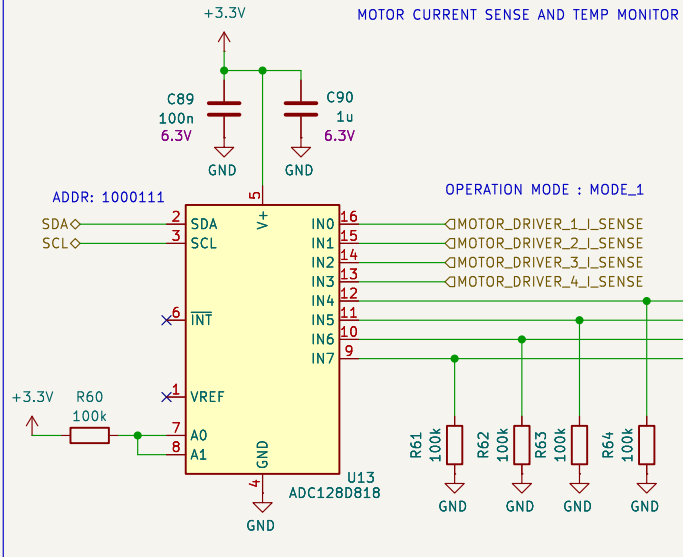 MOTOR CURRENT SENSE AND TEMP MONITOR
+3.3V
C89
100n
6.3V
C90
1u
6.3V
GND
GND
ADDR: 1000111
OPERATION MODE : MODE_1
5
V+
SDA
2
SDA
IN0
16
MOTOR_DRIVER_1_I_SENSE
SCL
3
SCL
IN1
15
MOTOR_DRIVER_2_I_SENSE
IN2
14
MOTOR_DRIVER_3_I_SENSE
IN3
13
MOTOR_DRIVER_4_I_SENSE
IN4
12
6
INT
IN5
11
IN6
10
IN7
9
1
VREF
+3.3V
R60
100k
7
A0
8
A1
GND
4
U13
ADC128D818
GND
R61
100k
R62
100k
R63
100k
R64
100k
GND
GND
GND
GND